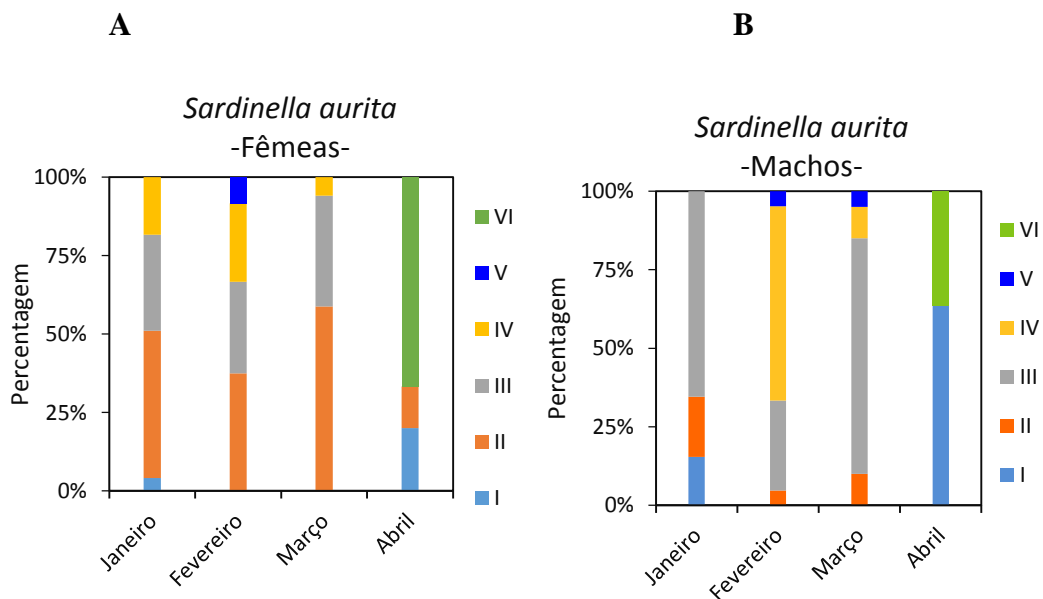 A
Sardinella aurita
-Fêmeas-
Percentagem
100%
75%
50%
25%
0%
Janeiro
Fevereiro
Março
Abril
VI
V
IV
III
II
I
B
Sardinella aurita
-Machos-
Percentagem
100%
75%
50%
25%
0%
Janeiro
Fevereiro
Março
Abril
VI
V
IV
III
II
I